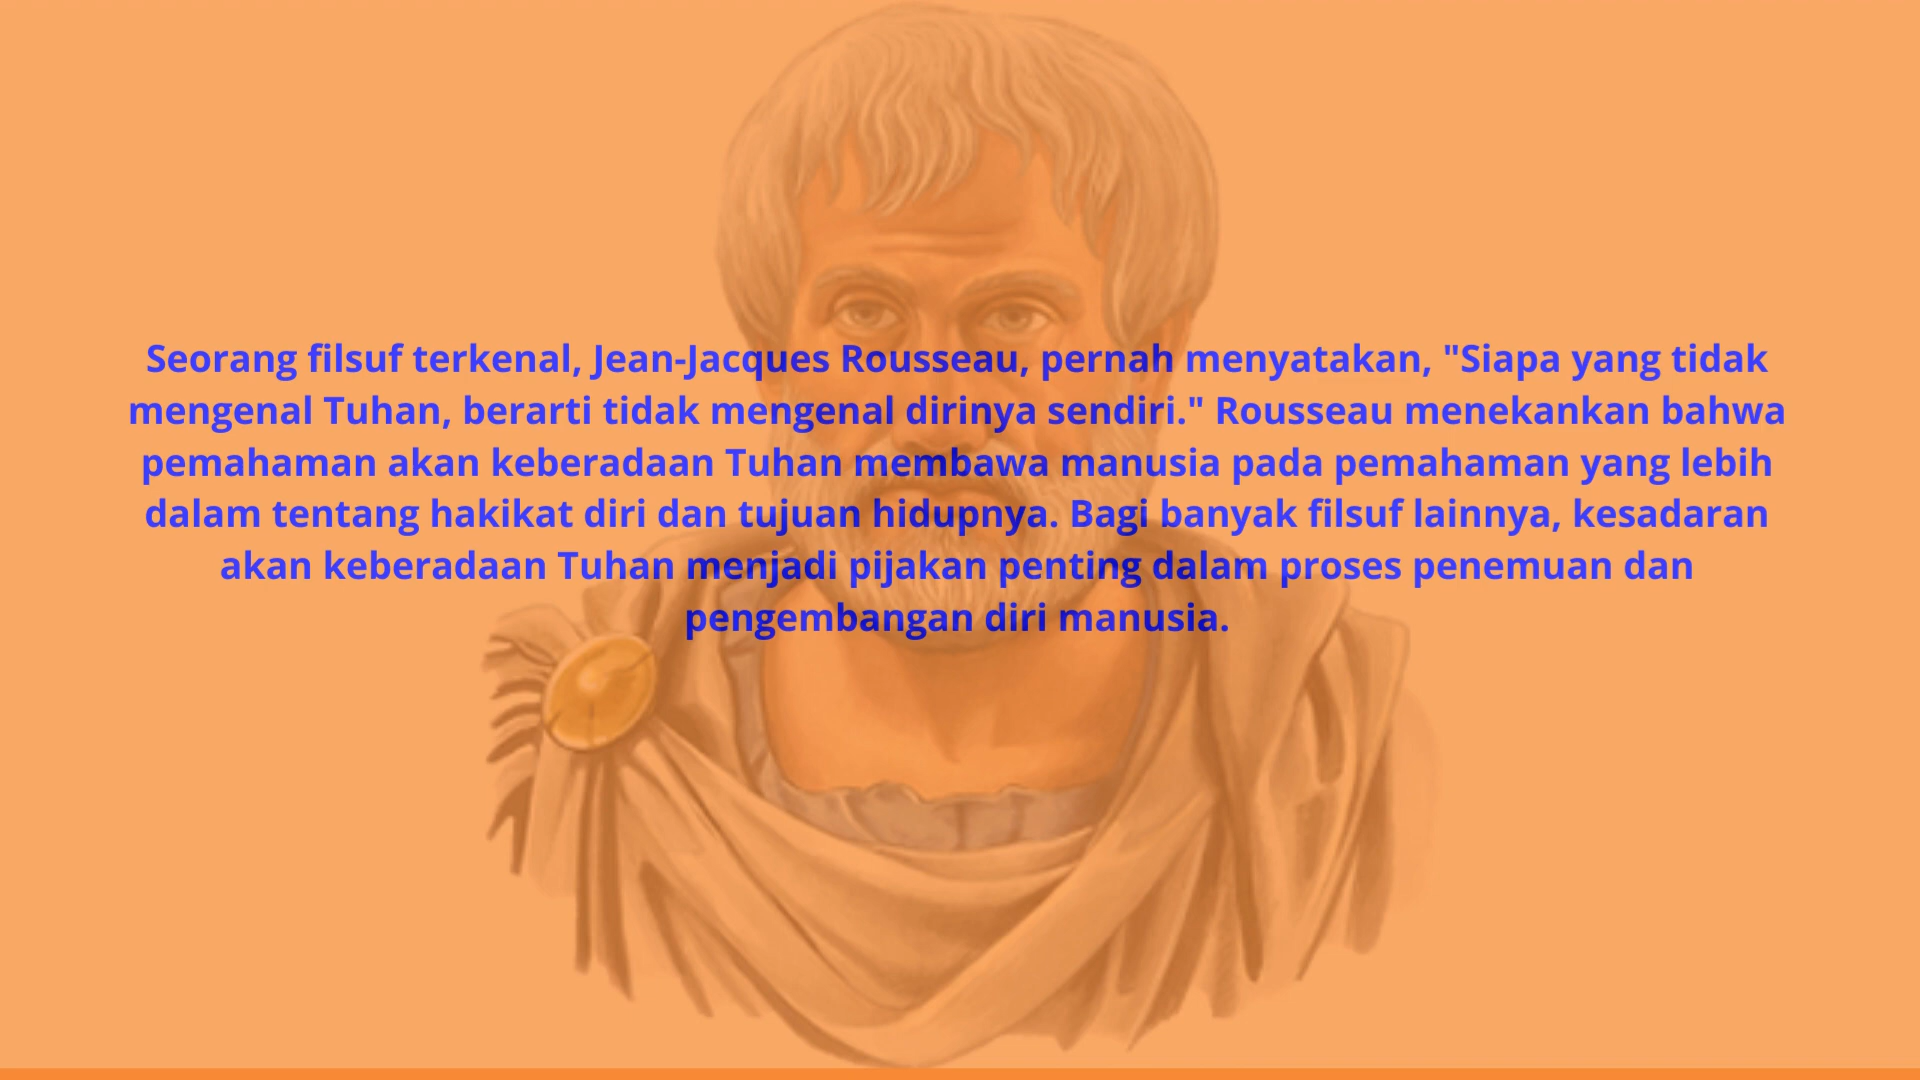 Seorang filsuf terkenal, Jean-Jacques Rousseau, pernah menyatakan, "Siapa yang tidak
mengenal Tuhan, berarti tidak mengenal dirinya sendiri." Rousseau menekankan bahwa
pemahaman akan keberadaan Tuhan membawa manusia pada pemahaman yang lebih
dalam tentang hakikat diri dan tujuan hidupnya. Bagi banyak filsuf lainnya, kesadaran
akan keberadaan Tuhan menjadi pijakan penting dalam proses penemuan dan
pengembangan diri manusia.